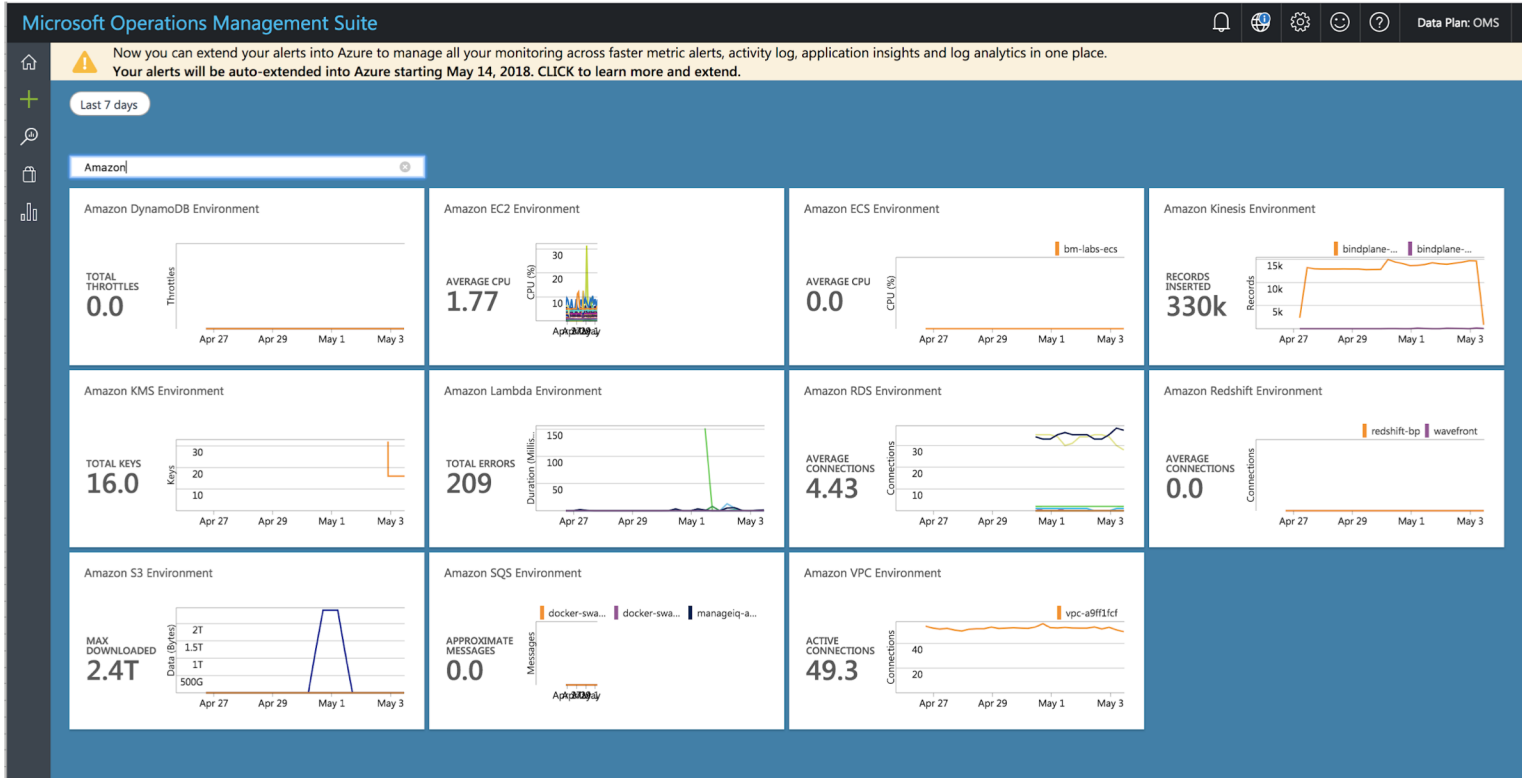 Microsoft Operations Management Suite
Data Plan: OMS
Now you can extend your alerts into Azure to manage all your monitoring across faster metric alerts, activity log, application insights and log analytics in one place.
Your alerts will be auto-extended into Azure starting May 14, 2018. CLICK to learn more and extend.
Last 7 days
Amazon
Amazon DynamoDB Environment
TOTAL
THROTTLES
0.0
Throttles
Apr 27 Apr 29 May 1 May 3
Amazon EC2 Environment
AVERAGE CPU
1.77
CPU (%)
30
20
10
Amazon ECS Environment
bm-labs-ecs
AVERAGE CPU
0.0
CPU (%)
Apr 27 Apr 29 May 1 May 3
Amazon Kinesis Environment
bindplane-... bindplane-...
RECORDS
INSERTED
330k
Records
15k
10k
5k
Apr 27 Apr 29 May 1 May 3
Amazon KMS Environment
TOTAL KEYS
16.0
Keys
30
20
10
Apr 27 Apr 29 May 1 May 3
Amazon Lambda Environment
TOTAL ERRORS
209
Duration (Millis...
150
100
50
Apr 27 Apr 29 May 1 May 3
Amazon RDS Environment
AVERAGE
CONNECTIONS
4.43
Connections
30
20
10
Apr 27 Apr 29 May 1 May 3
Amazon Redshift Environment
redshift-bp wavefront
AVERAGE
CONNECTIONS
0.0
Connections
Apr 27 Apr 29 May 1 May 3
Amazon S3 Environment
MAX
DOWNLOADED
2.4T
Data (Bytes)
2T
1.5T
1T
500G
Apr 27 Apr 29 May 1 May 3
Amazon SQS Environment
docker-swa... docker-swa... manageiq-a...
APPROXIMATE
MESSAGES
0.0
Messages
Amazon VPC Environment
vpc-a9ff1fcf
ACTIVE
CONNECTIONS
49.3
Connections
40
20
Apr 27 Apr 29 May 1 May 3